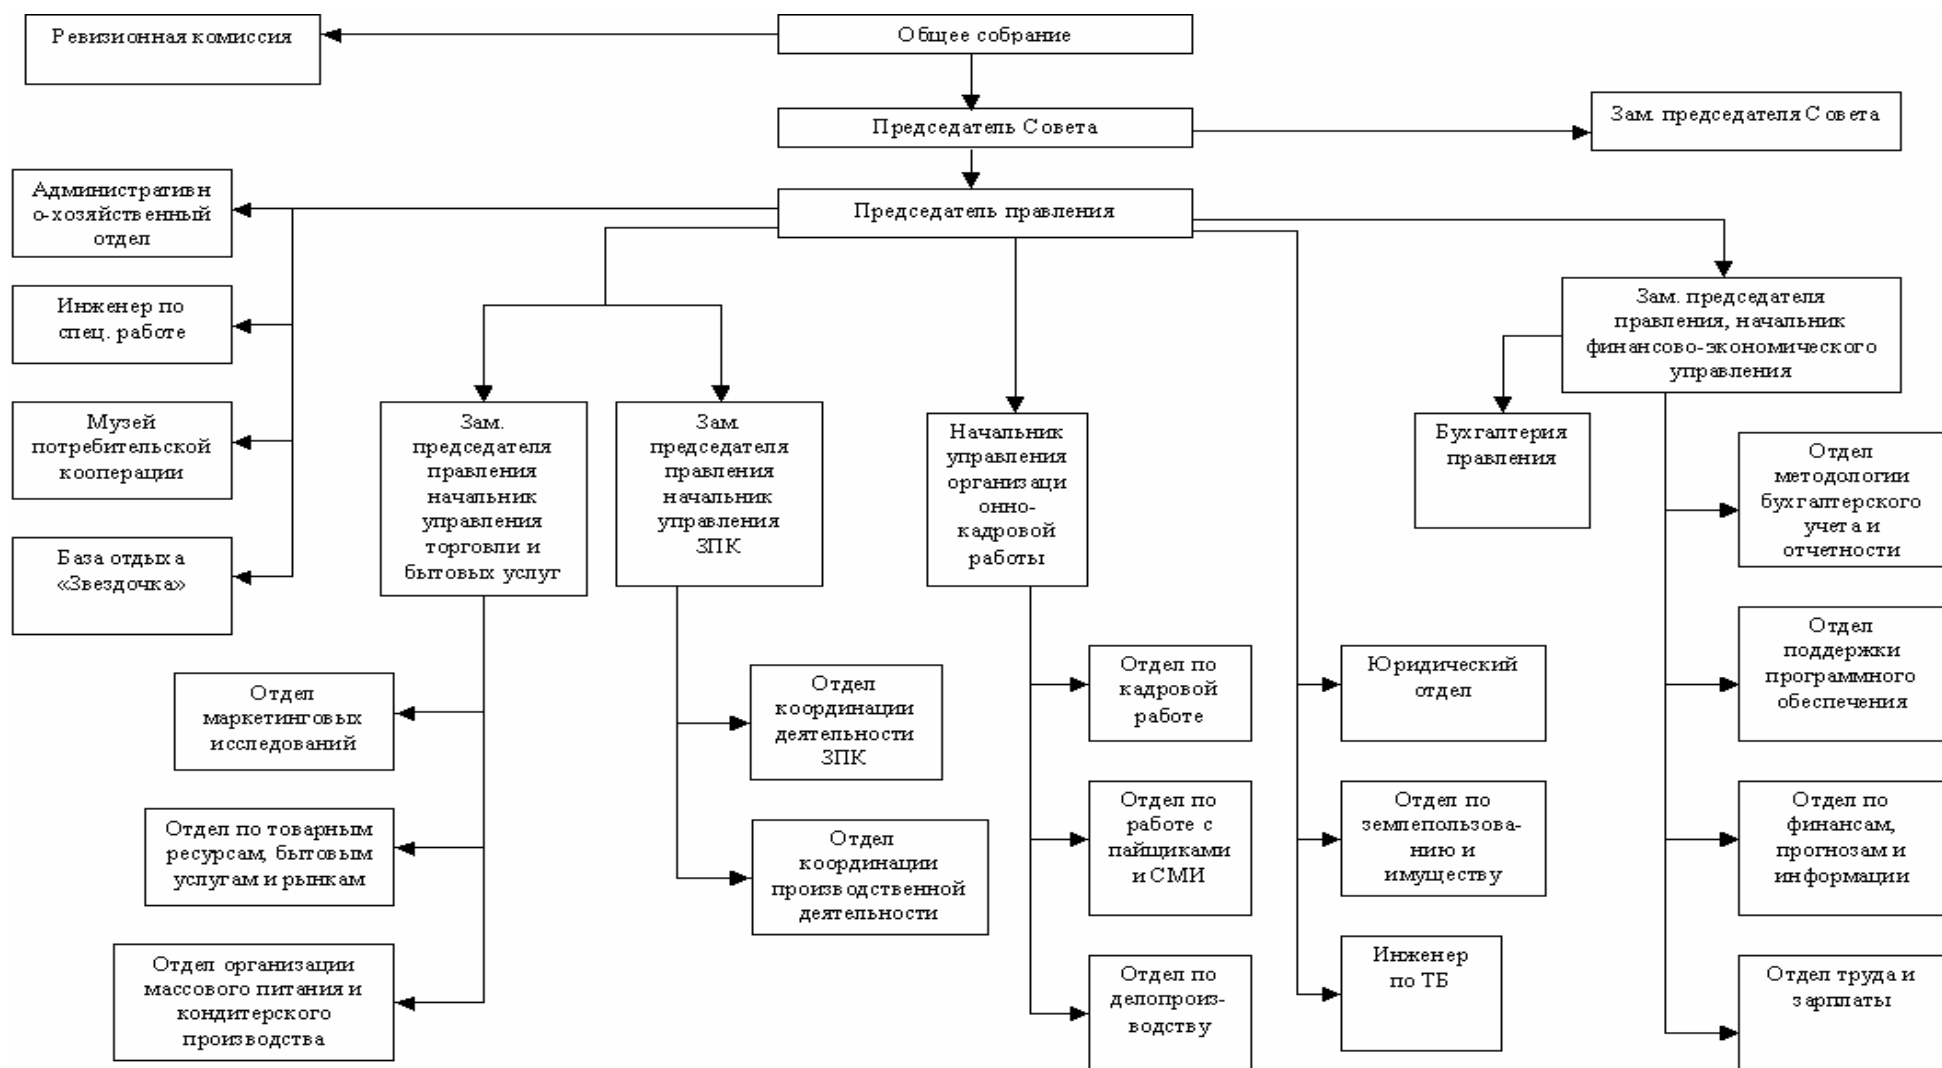 Ревизионная комиссия
Общее собрание
Председатель Совета
Зам. председателя Совета
Административн
о-хозяйственный
отдел
Председатель правления
Инженер по
спец. работе
Зам. председателя
правления, начальник
финансово-экономического
управления
Музей
потребительской
кооперации
База отдыха
«Звездочка»
Зам.
председателя
правления
начальник
управления
торговли и
бытовых услуг
Зам.
председателя
правления
начальник
управления
ЗПК
Начальник
управления
организаци
онно-
кадровой
работы
Бухгалтерия
правления
Отдел
методологии
бухгалтерского
учета и
отчетности
Отдел
маркетинговых
исследований
Отдел
координации
деятельности
ЗПК
Отдел по
кадровой
работе
Юридический
отдел
Отдел
поддержки
программного
обеспечения
Отдел по товарным
ресурсам, бытовым
услугам и рынкам
Отдел
координации
производственной
деятельности
Отдел по
работе с
пайщиками
и СМИ
Отдел по
землепользова-
нию и
имуществу
Отдел по
финансам,
прогнозам и
информации
Отдел организации
массового питания и
кондитерского
производства
Отдел по
делопроиз-
водству
Инженер
по ТБ
Отдел труда и
зарплаты